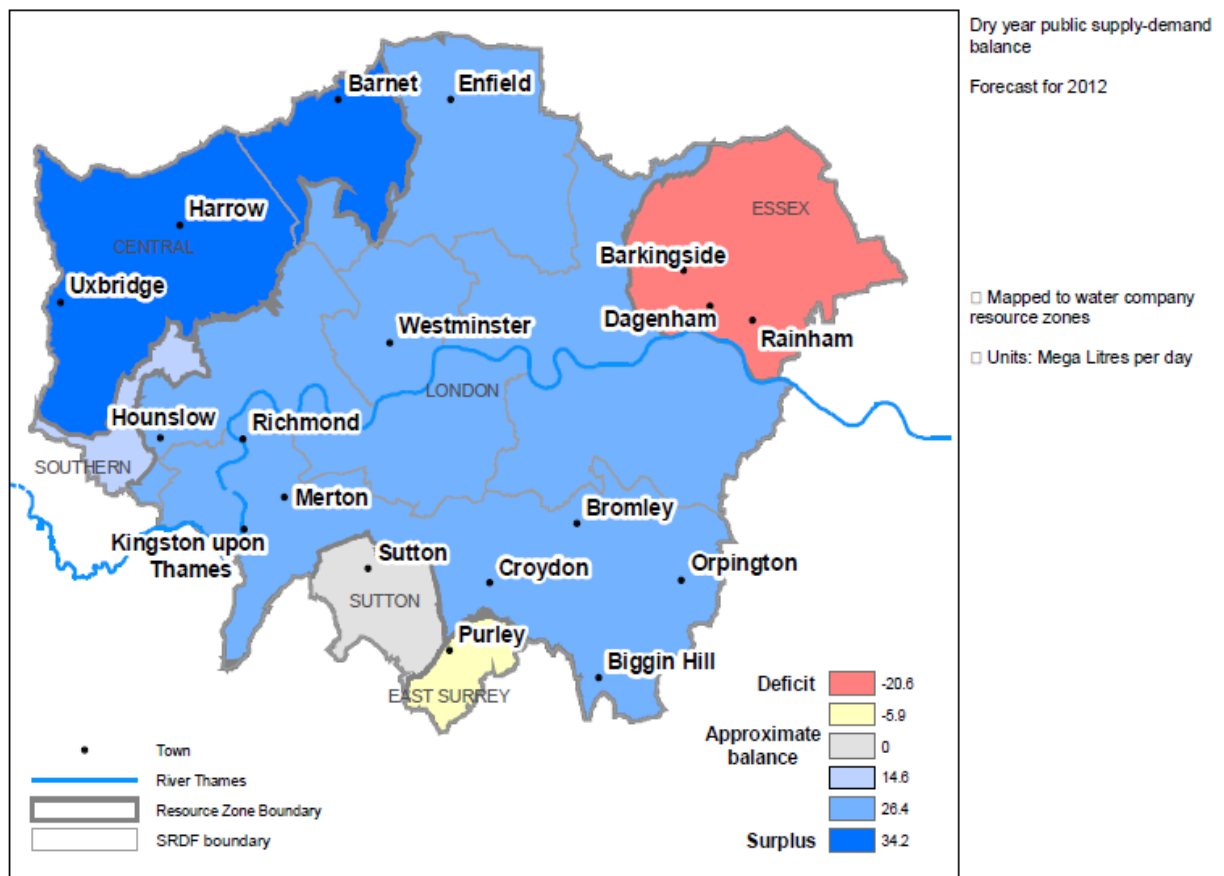 Dry year public supply-demand
balance
Forecast for 2012
Barnet
Enfield
Harrow
CENTRAL
ESSEX
Barkingside
Uxbridge
Westminster
Dagenham
Rainham
LONDON
Hounslow
Richmond
SOUTHERN
Merton
Bromley
Kingston upon
Thames
Sutton
Croydon
Orpington
SUTTON
Purley
Biggin Hill
EAST SURREY
□ Mapped to water company
resource zones
□ Units: Mega Litres per day
Town
River Thames
Resource Zone Boundary
SRDF boundary
Deficit -20.6
-5.9
Approximate
balance 0
14.6
26.4
Surplus 34.2